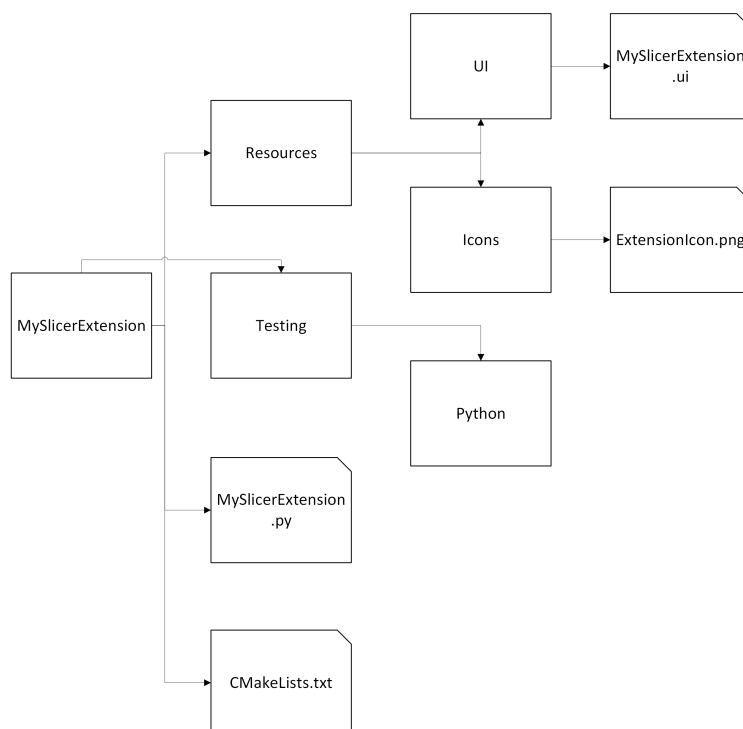 UI
MySlicerExtension
.ui
Resources
Icons
ExtensionIcon.png
MySlicerExtension
Testing
Python
MySlicerExtension
.py
CMakeLists.txt